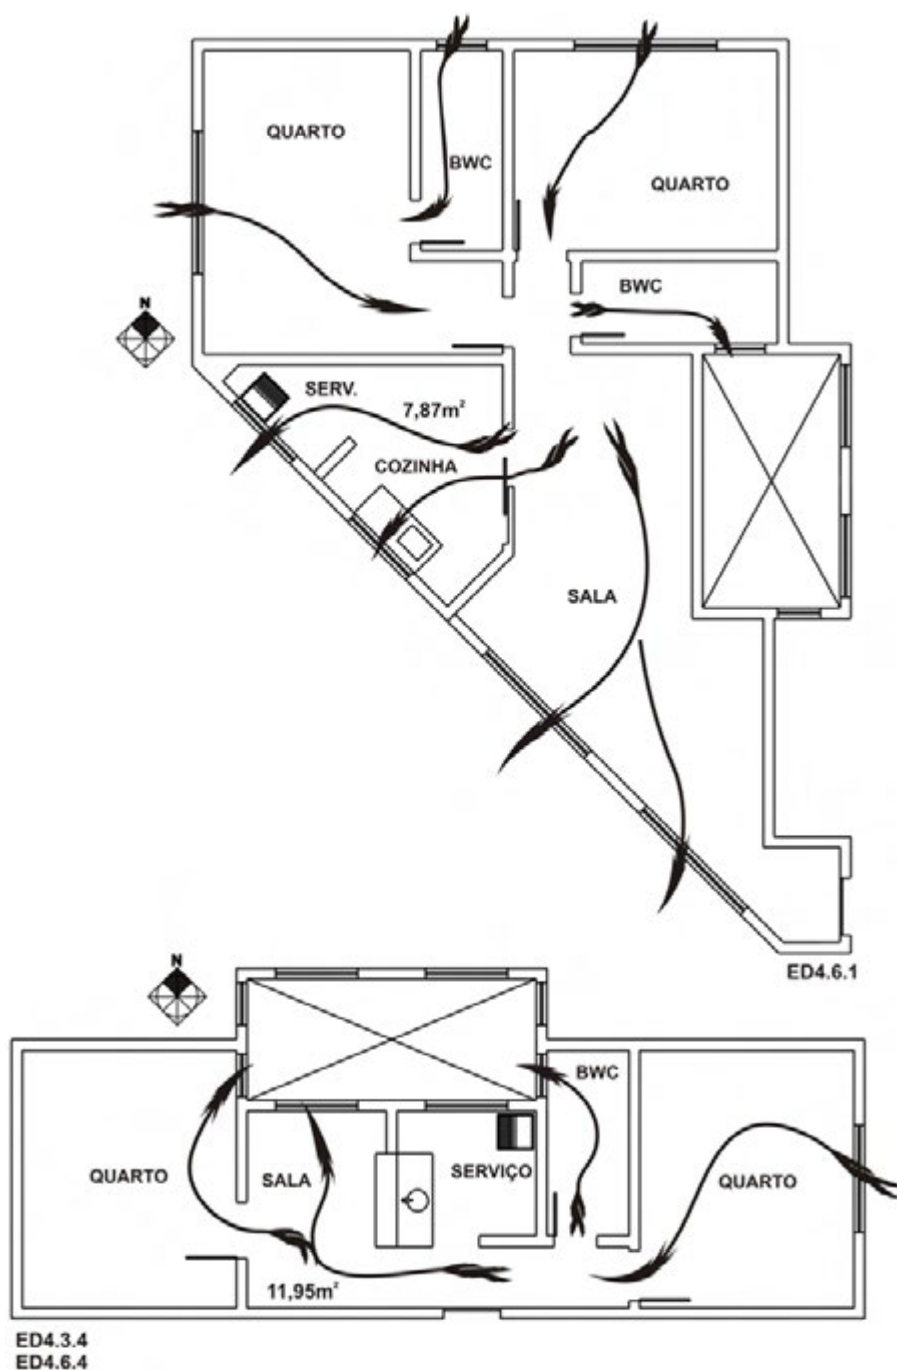 QUARTO
BWC
QUARTO
BWC
N
SERV.
7,87m²
COZINHA
SALA
ED4.6.1
N
BWC
QUARTO
SALA
SERVIÇO
QUARTO
11,95m²
ED4.3.4
ED4.6.4